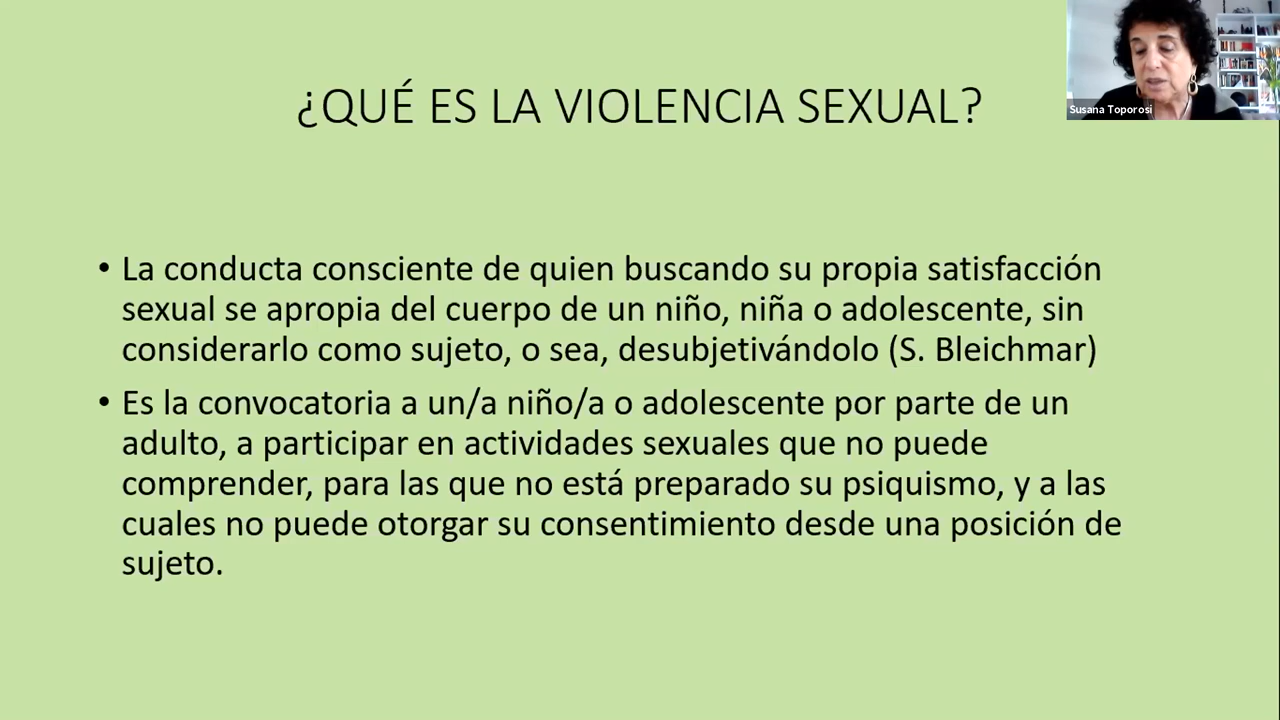 ¿QUÉ ES LA VIOLENCIA SEXUAL?
Susana Toporosi
• La conducta consciente de quien buscando su propia satisfacción
sexual se apropia del cuerpo de un niño, niña o adolescente, sin
considerarlo como sujeto, o sea, desubjetivándolo (S. Bleichmar)
• Es la convocatoria a un/a niño/a o adolescente por parte de un
adulto, a participar en actividades sexuales que no puede
comprender, para las que no está preparado su psiquismo, y a las
cuales no puede otorgar su consentimiento desde una posición de
sujeto.